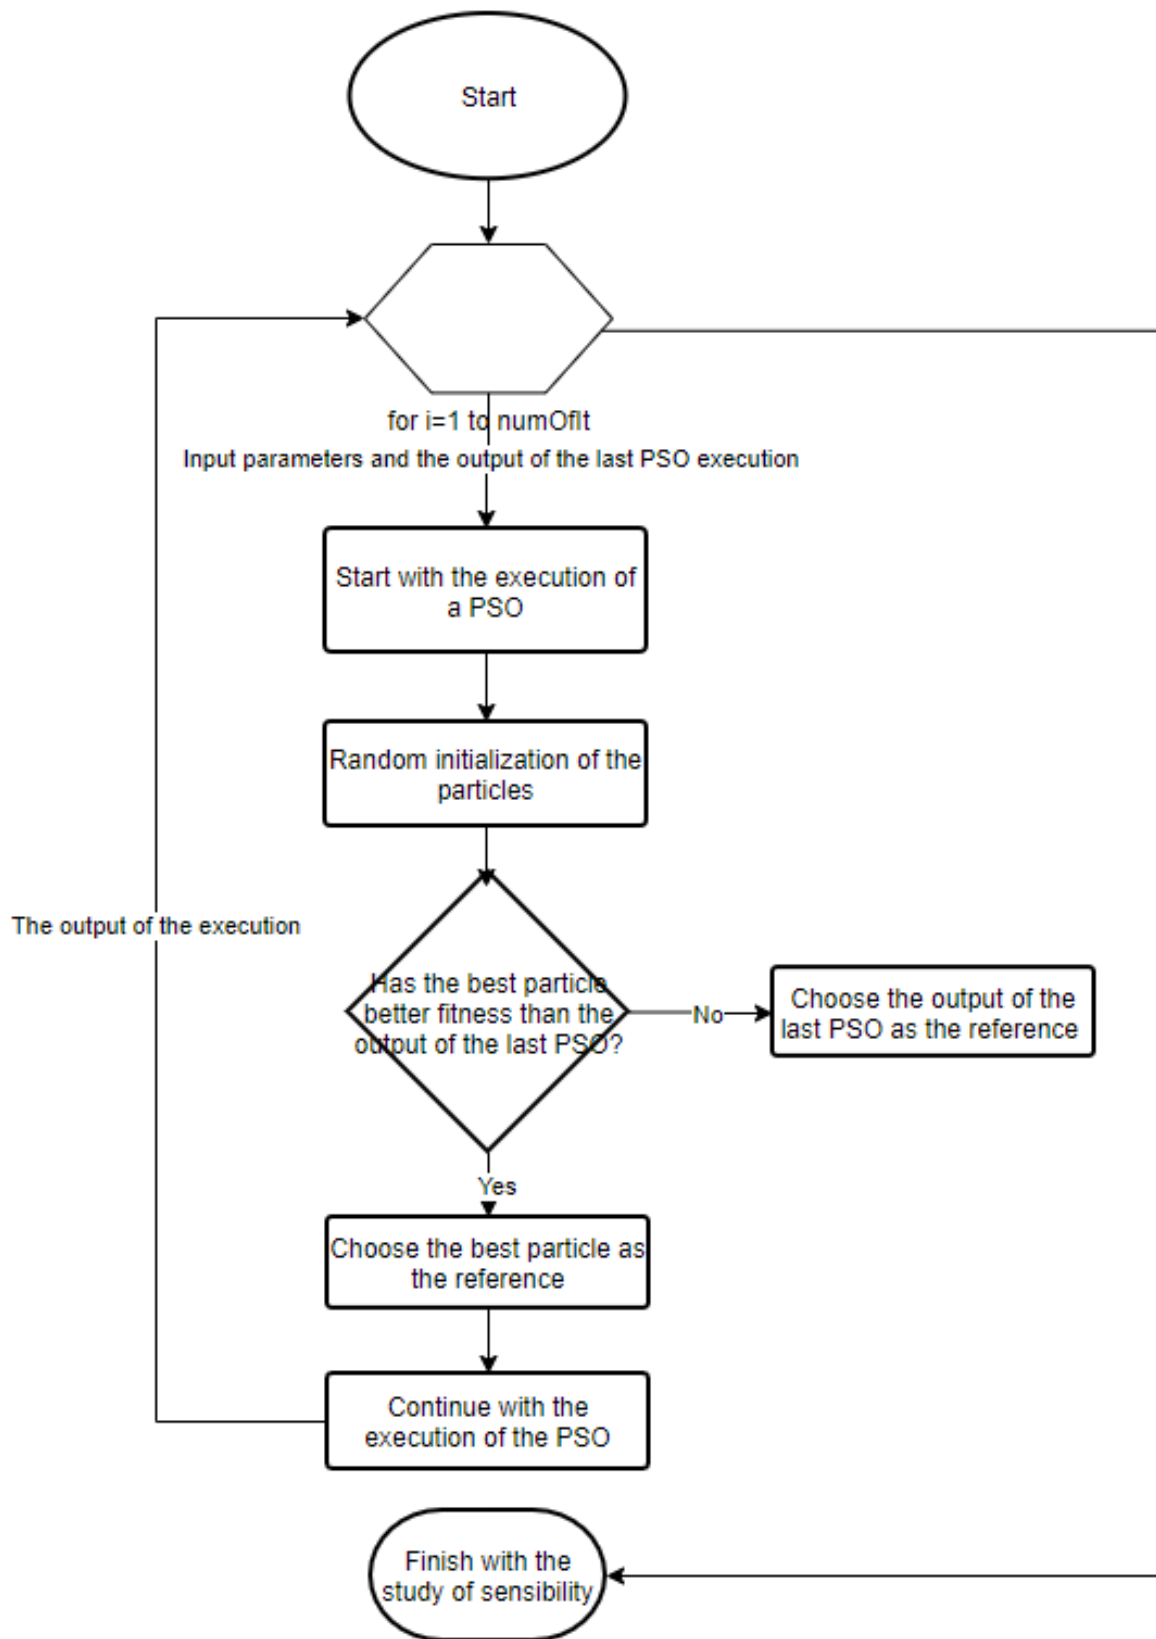 Start
for i=1 to numOfIt
Input parameters and the output of the last PSO execution
Start with the execution of
a PSO
Random initialization of the
particles
The output of the execution
Has the best particle
better fitness than the
output of the last PSO?
No
Choose the output of the
last PSO as the reference
Yes
Choose the best particle as
the reference
Continue with the
execution of the PSO
Finish with the
study of sensibility